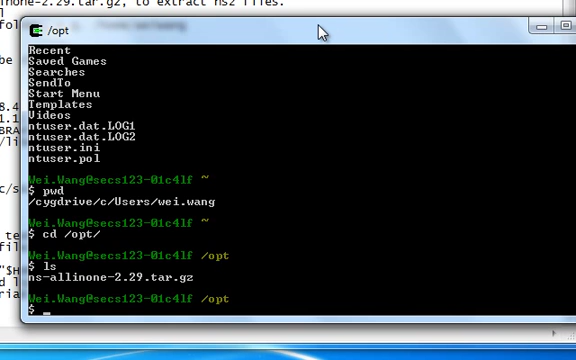 inone-2.29.tar.gz, to extract ns2 files.
/opt
Recent
Saved Games
Searches
SendTo
Start Menu
Templates
Videos
ntuser.dat.LOG1
ntuser.dat.LOG2
ntuser.ini
ntuser.pol
Wei.Wang@secs123-01c4lf ~
$ pwd
/cygdrive/c/Users/wei.wang
Wei.Wang@secs123-01c4lf ~
$ cd /opt/
Wei.Wang@secs123-01c4lf /opt
$ ls
ns-allinone-2.29.tar.gz
Wei.Wang@secs123-01c4lf /opt
$